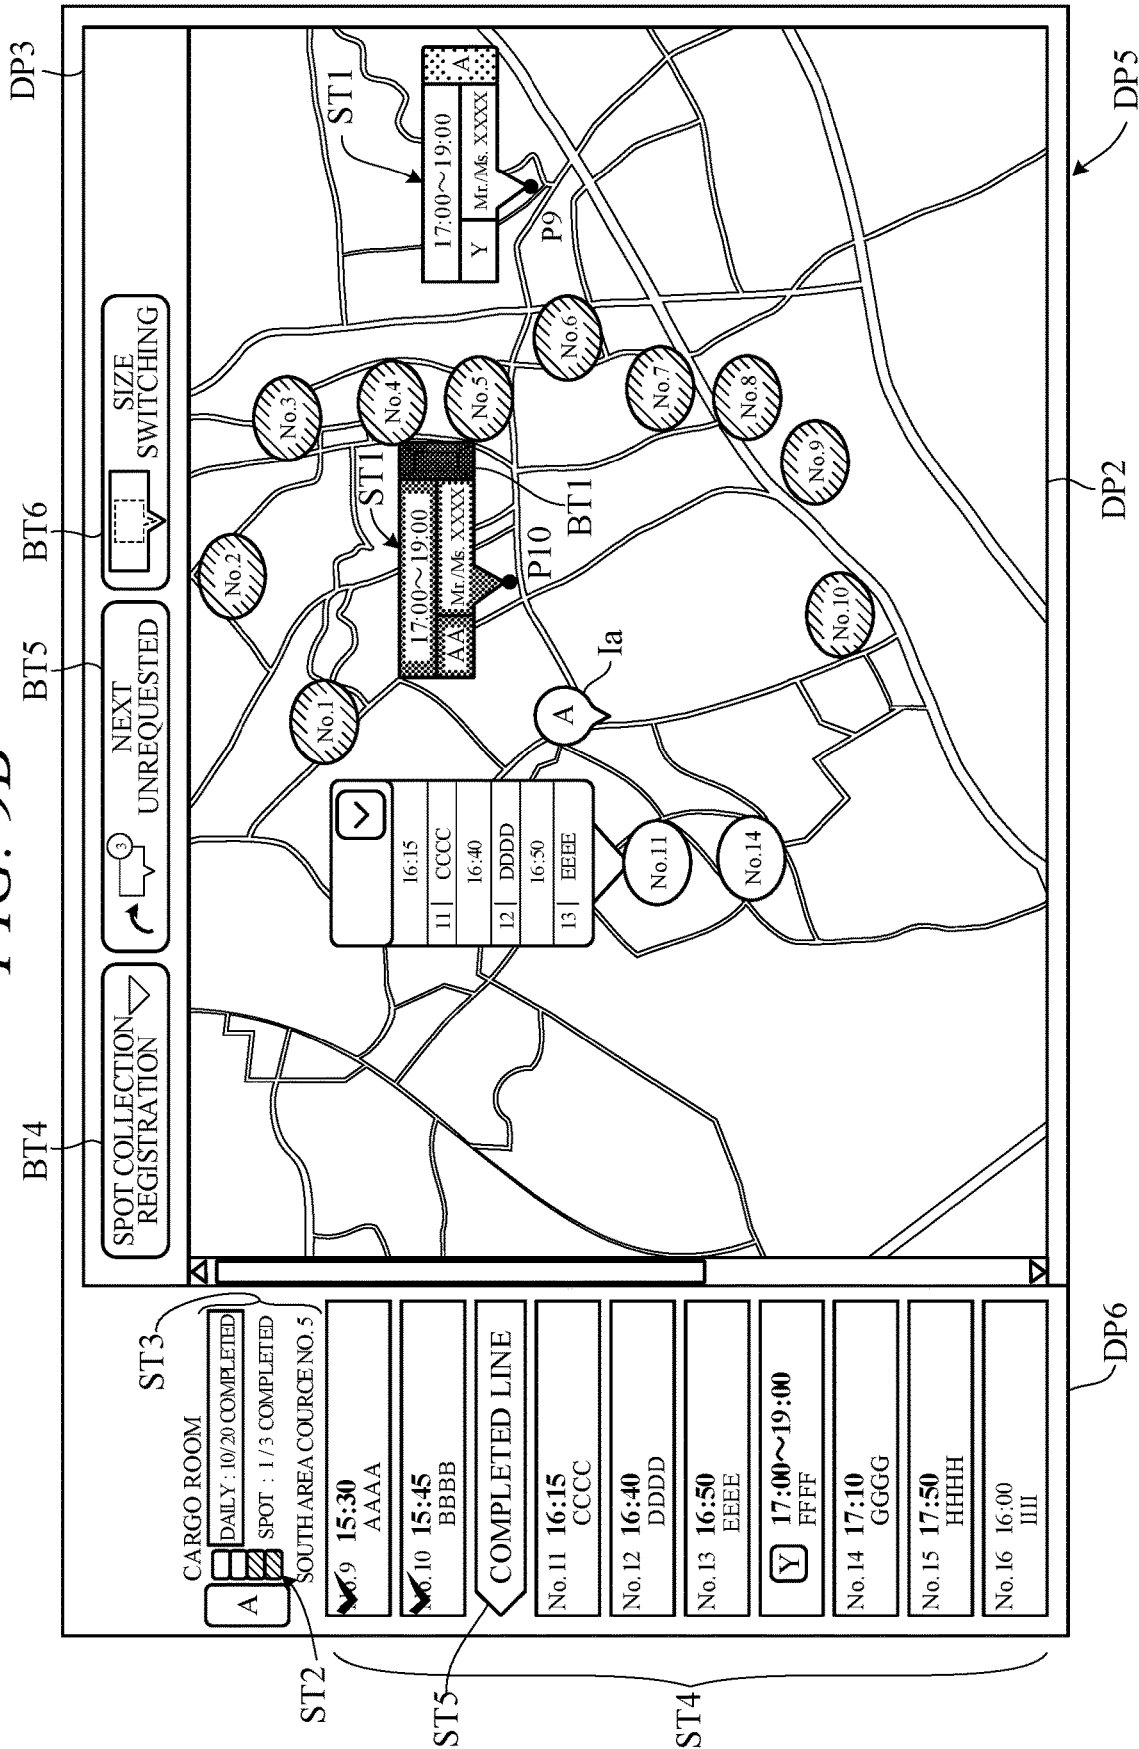 FIG. 9B
BT4
BT5
BT6
DP3
SPOT COLLECTION
REGISTRATION
3
NEXT
UNREQUESTED
SIZE
SWITCHING
ST3
CARGO ROOM
A
DAILY : 10/20 COMPLETED
SPOT : 1/3 COMPLETED
SOUTH AREA COURCE NO.5
ST2
No.9 15:30
AAAA
No.10 15:45
BBBB
ST5
COMPLETED LINE
No.11 16:15
CCCC
No.12 16:40
DDDD
No.13 16:50
EEEE
Y 17:00~19:00
FFFF
No.14 17:10
GGGG
No.15 17:50
HHHH
No.16 16:00
IIII
ST4
DP6
16:15
11 | CCCC
16:40
12 | DDDD
16:50
13 | EEEE
No.1
No.2
No.3
No.4
No.5
No.6
No.7
No.8
No.9
No.10
No.11
No.14
A
Ia
ST1
17:00~19:00
AA Mr./Ms. XXXX
BT1
P10
ST1
17:00~19:00
A
Y Mr./Ms. XXXX
P9
DP2
DP5